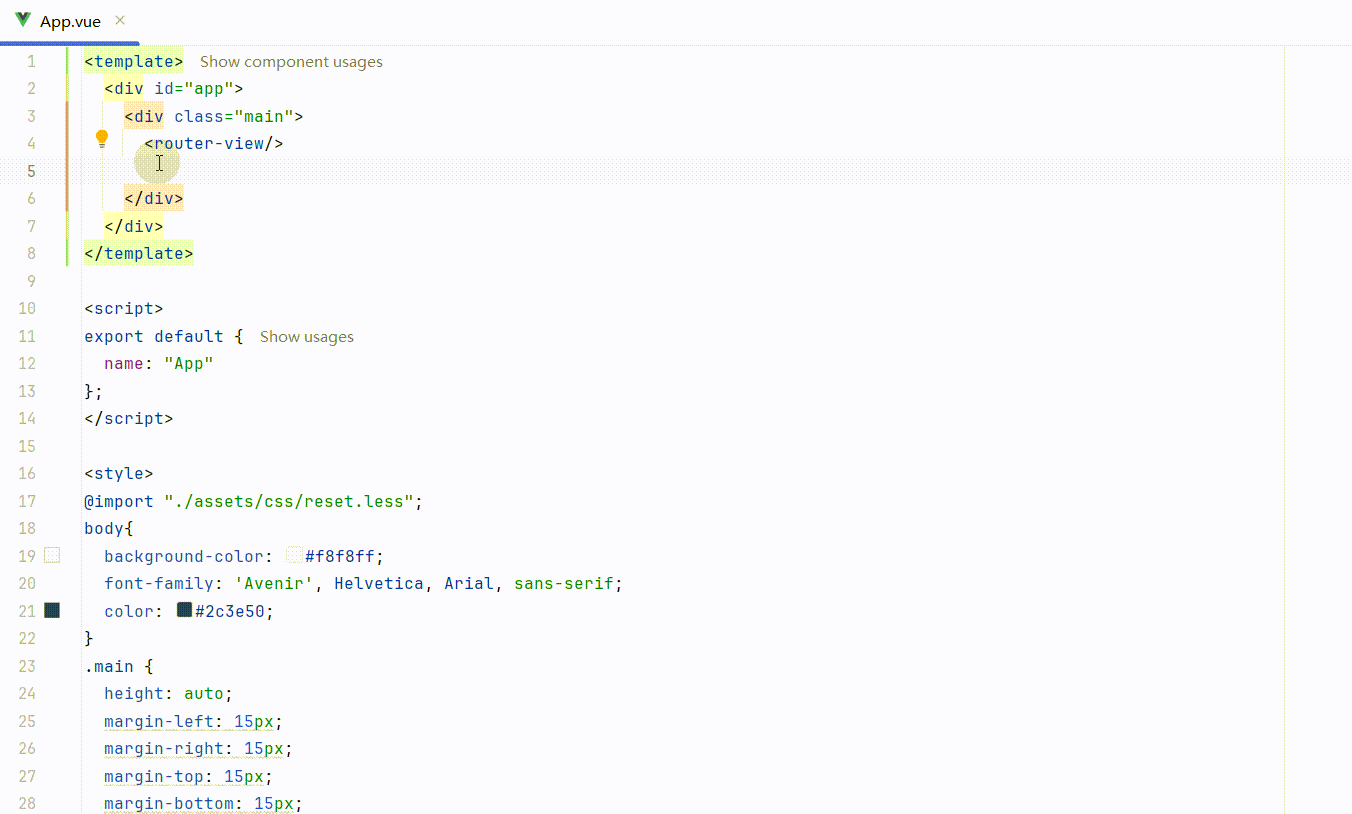 App.vue ×
1 <template> Show component usages
2 <div id="app">
3 <div class="main">
4 <router-view/>
5
6 </div>
7 </div>
8 </template>
9
10 <script>
11 export default { Show usages
12 name: "App"
13 };
14 </script>
15
16 <style>
17 @import "./assets/css/reset.less";
18 body{
19 background-color: #f8f8ff;
20 font-family: 'Avenir', Helvetica, Arial, sans-serif;
21 color: #2c3e50;
22 }
23 .main {
24 height: auto;
25 margin-left: 15px;
26 margin-right: 15px;
27 margin-top: 15px;
28 margin-bottom: 15px;